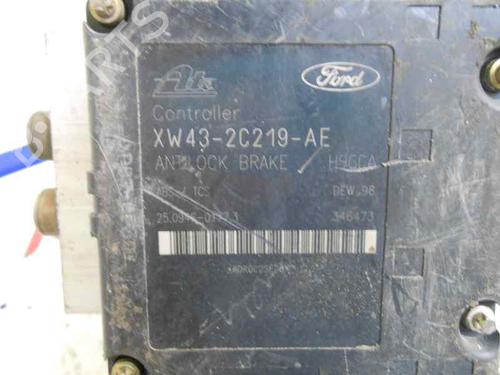 Ate
Ford
Controller
XW43-2C219-AE
ANTILOCK BRAKE H9GCA
ABS / TCS DEW 98
346473